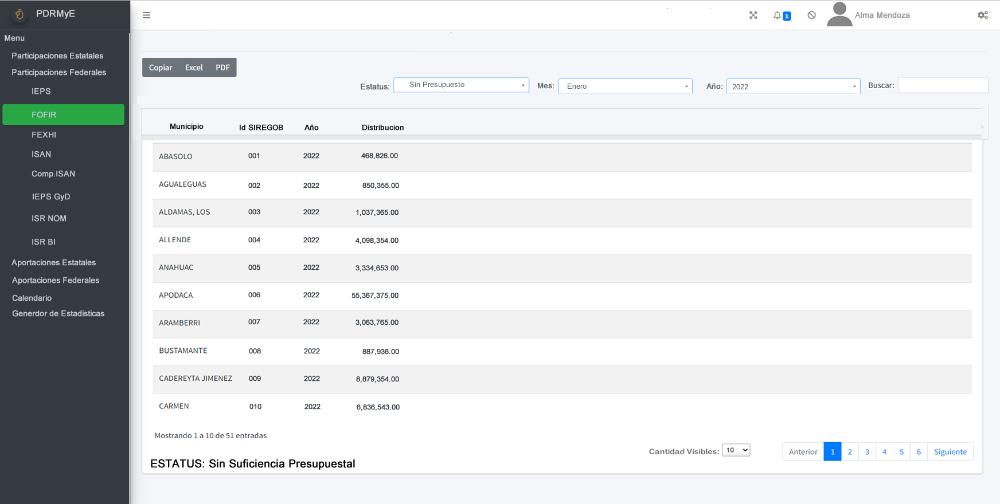 PDRMyE
Menu
Participaciones Estatales
Participaciones Federales
IEPS
FOFIR
FEXHI
ISAN
Comp.ISAN
IEPS GyD
ISR NOM
ISR BI
Aportaciones Estatales
Aportaciones Federales
Calendario
Generdor de Estadisticas
1 Alma Mendoza
Copiar Excel PDF
Estatus: Sin Presupuesto Mes: Enero Año: 2022 Buscar:
Municipio Id SIREGOB Año Distribucion
ABASOLO 001 2022 468,826.00
AGUALEGUAS 002 2022 850,355.00
ALDAMAS, LOS 003 2022 1,037,365.00
ALLENDE 004 2022 4,098,354.00
ANAHUAC 005 2022 3,334,653.00
APODACA 006 2022 55,367,375.00
ARAMBERRI 007 2022 3,063,765.00
BUSTAMANTE 008 2022 887,936.00
CADEREYTA JIMENEZ 009 2022 8,879,354.00
CARMEN 010 2022 6,836,543.00
Mostrando 1 a 10 de 51 entradas
Cantidad Visibles: 10 Anterior 1 2 3 4 5 6 Siguiente
ESTATUS: Sin Suficiencia Presupuestal